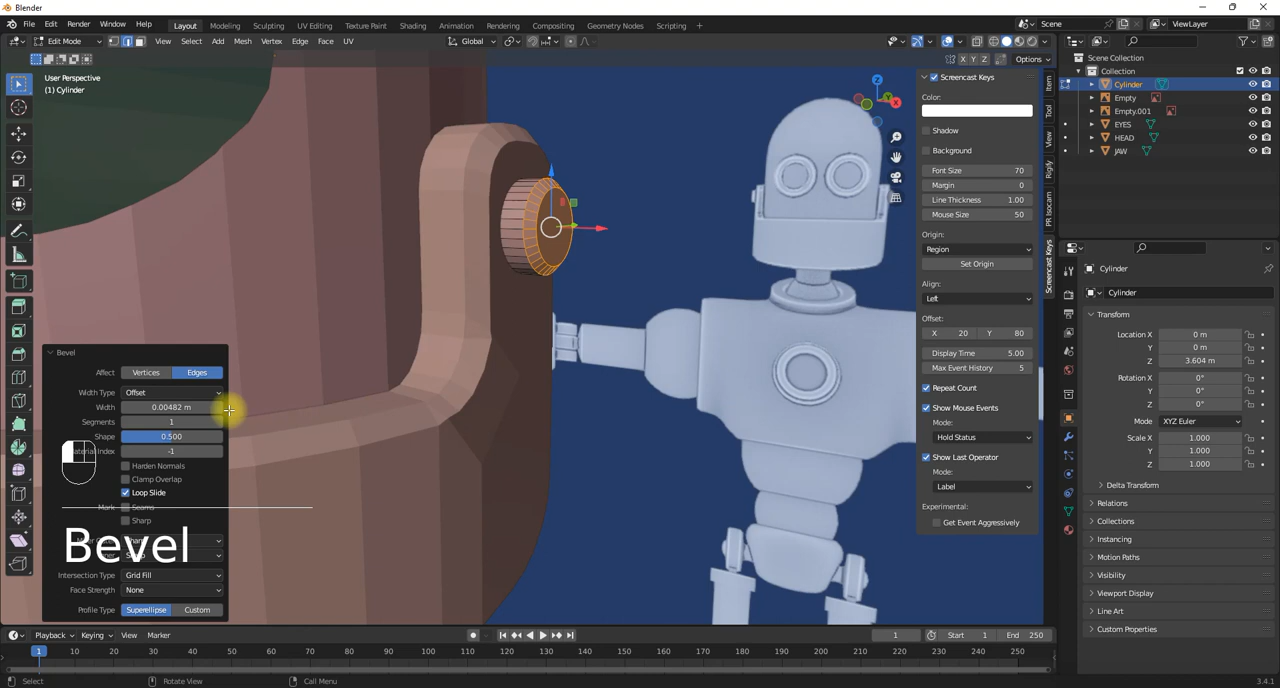 Blender
File Edit Render Window Help Layout Modeling Sculpting UV Editing Texture Paint Shading Animation Rendering Compositing Geometry Nodes Scripting + Scene ViewLayer
Edit Mode View Select Add Mesh Vertex Edge Face UV Global
X Y Z Options
User Perspective
(1) Cylinder
Z
Y
X
Screencast Keys
Color:
Shadow
Background
Font Size 70
Margin 0
Line Thickness 1.00
Mouse Size 50
Origin:
Region
Set Origin
Align:
Left
Offset:
X 20 Y 80
Display Time 5.00
Max Event History 5
Repeat Count
Show Mouse Events
Mode:
Hold Status
Show Last Operator
Mode:
Label
Experimental:
Get Event Aggressively
Item
Tool
View
Rigify
PR Isocam
Screencast Keys
Scene Collection
Collection
Cylinder
Empty
Empty.001
EYES
HEAD
JAW
Cylinder
Cylinder
Transform
Location X 0 m
Y 0 m
Z 3.604 m
Rotation X 0°
Y 0°
Z 0°
Mode XYZ Euler
Scale X 1.000
Y 1.000
Z 1.000
Delta Transform
Relations
Collections
Instancing
Motion Paths
Visibility
Viewport Display
Line Art
Custom Properties
Bevel
Affect Vertices Edges
Width Type Offset
Width 0.00482 m
Segments 1
Shape 0.500
Material Index -1
Harden Normals
Clamp Overlap
Loop Slide
Mark Seams
Sharp
Intersection Type Grid Fill
Face Strength None
Profile Type Superellipse Custom
Bevel
Playback Keying View Marker 1 Start 1 End 250
1 10 20 30 40 50 60 70 80 90 100 110 120 130 140 150 160 170 180 190 200 210 220 230 240 250
Select Rotate View Call Menu 3.4.1